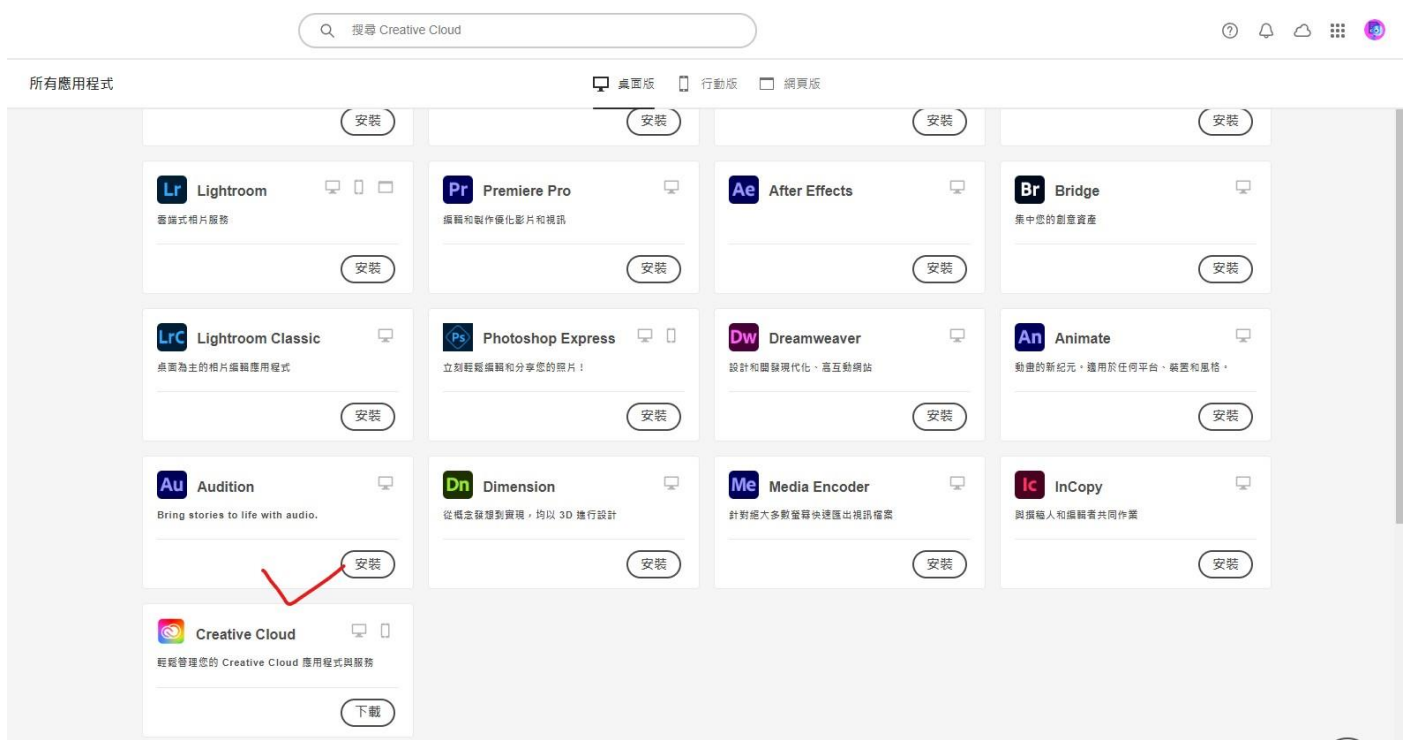 搜尋 Creative Cloud
所有應用程式
桌面版 行動版 網頁版
安裝 安裝 安裝 安裝
Lr Lightroom
雲端式相片服務
安裝
Pr Premiere Pro
編輯和製作優化影片和視訊
安裝
Ae After Effects
安裝
Br Bridge
集中您的創意資產
安裝
LrC Lightroom Classic
桌面為主的相片編輯應用程式
安裝
Ps Photoshop Express
立刻輕鬆編輯和分享您的照片！
安裝
Dw Dreamweaver
設計和開發現代化、高互動網站
安裝
An Animate
動畫的新紀元。適用於任何平台、裝置和風格。
安裝
Au Audition
Bring stories to life with audio.
安裝
Dn Dimension
從概念發想到實現，均以 3D 進行設計
安裝
Me Media Encoder
針對絕大多數螢幕快速匯出視訊檔案
安裝
Ic InCopy
與撰稿人和編輯者共同作業
安裝
Creative Cloud
輕鬆管理您的 Creative Cloud 應用程式與服務
下載